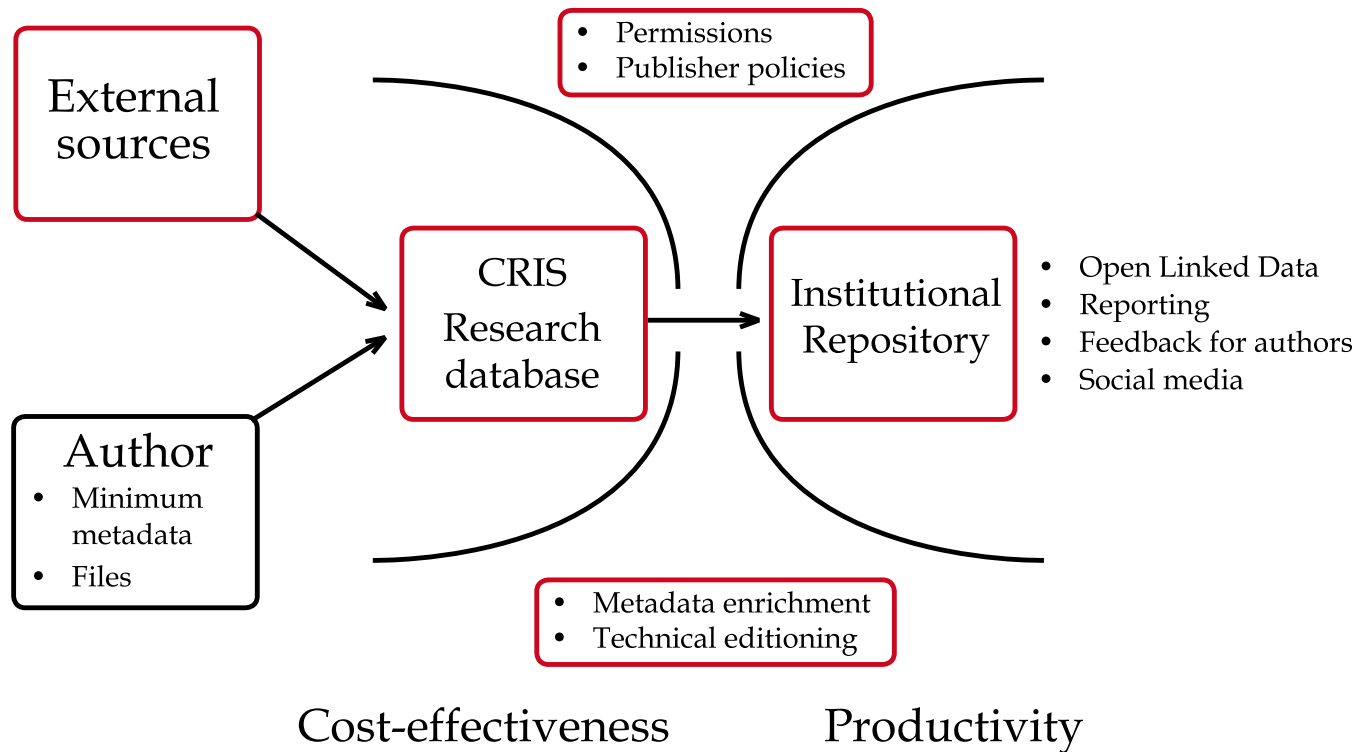 External
sources
• Permissions
• Publisher policies
CRIS
Research
database
Institutional
Repository
• Open Linked Data
• Reporting
• Feedback for authors
• Social media
Author
• Minimum
metadata
• Files
• Metadata enrichment
• Technical editioning
Cost-effectiveness
Productivity